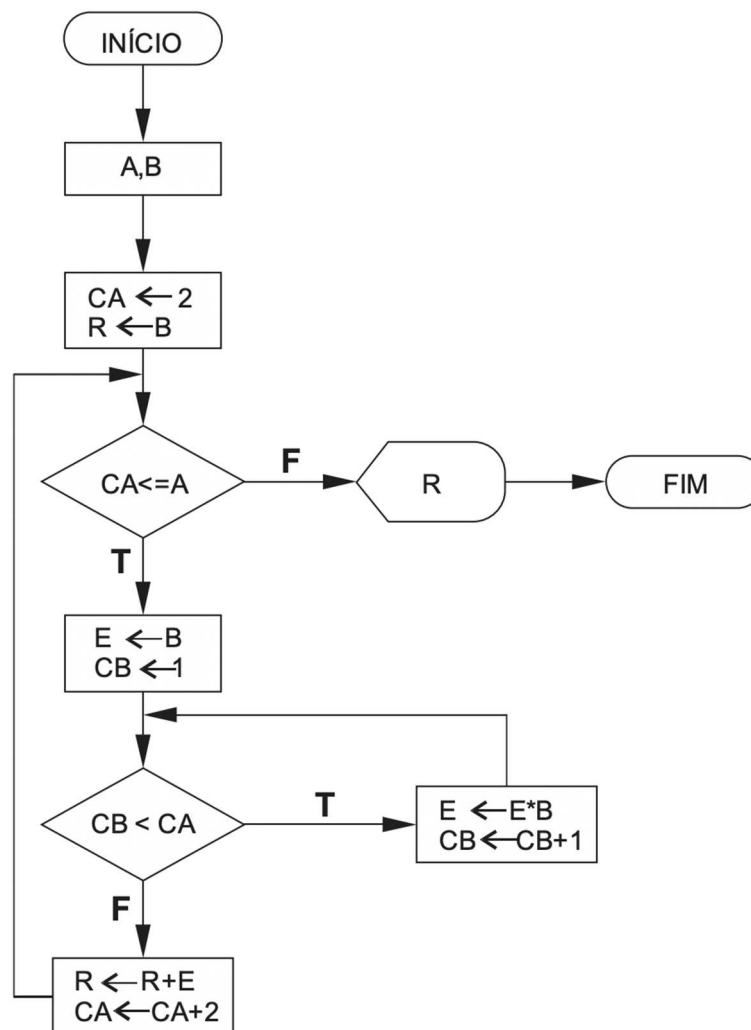 INÍCIO
A,B
CA ← 2
R ← B
CA<=A
F
R
FIM
T
E ← B
CB ← 1
CB < CA
T
E ← E*B
CB ← CB+1
F
R ← R+E
CA ← CA+2